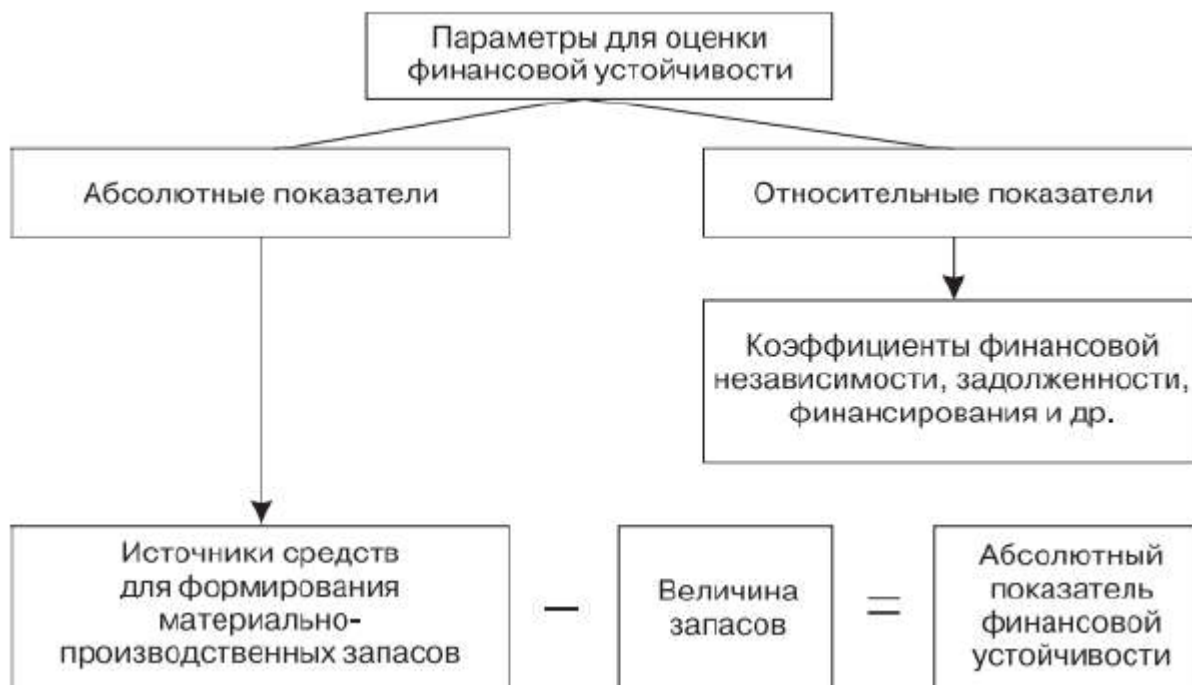 Параметры для оценки
финансовой устойчивости
Абсолютные показатели
Относительные показатели
Коэффициенты финансовой
независимости, задолженности,
финансирования и др.
Источники средств
для формирования
материально-
производственных запасов
—
Величина
запасов
=
Абсолютный
показатель
финансовой
устойчивости